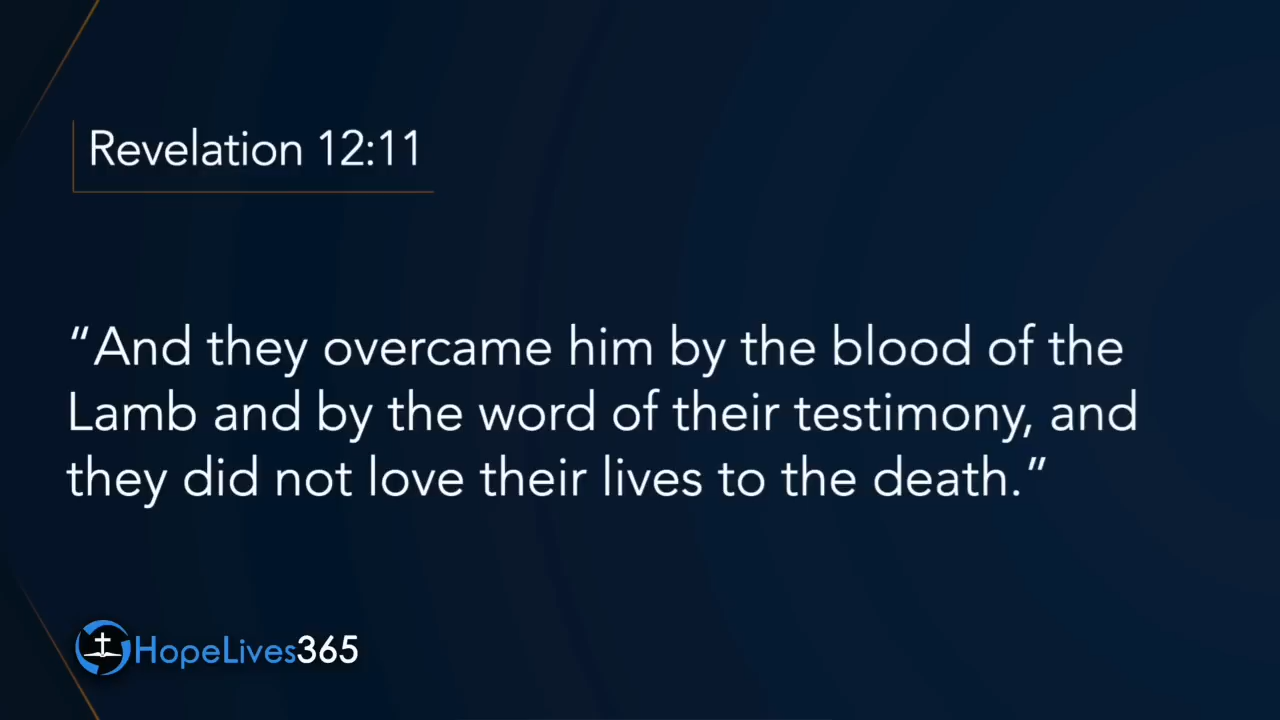 Revelation 12:11
“And they overcame him by the blood of the
Lamb and by the word of their testimony, and
they did not love their lives to the death.”
HopeLives365